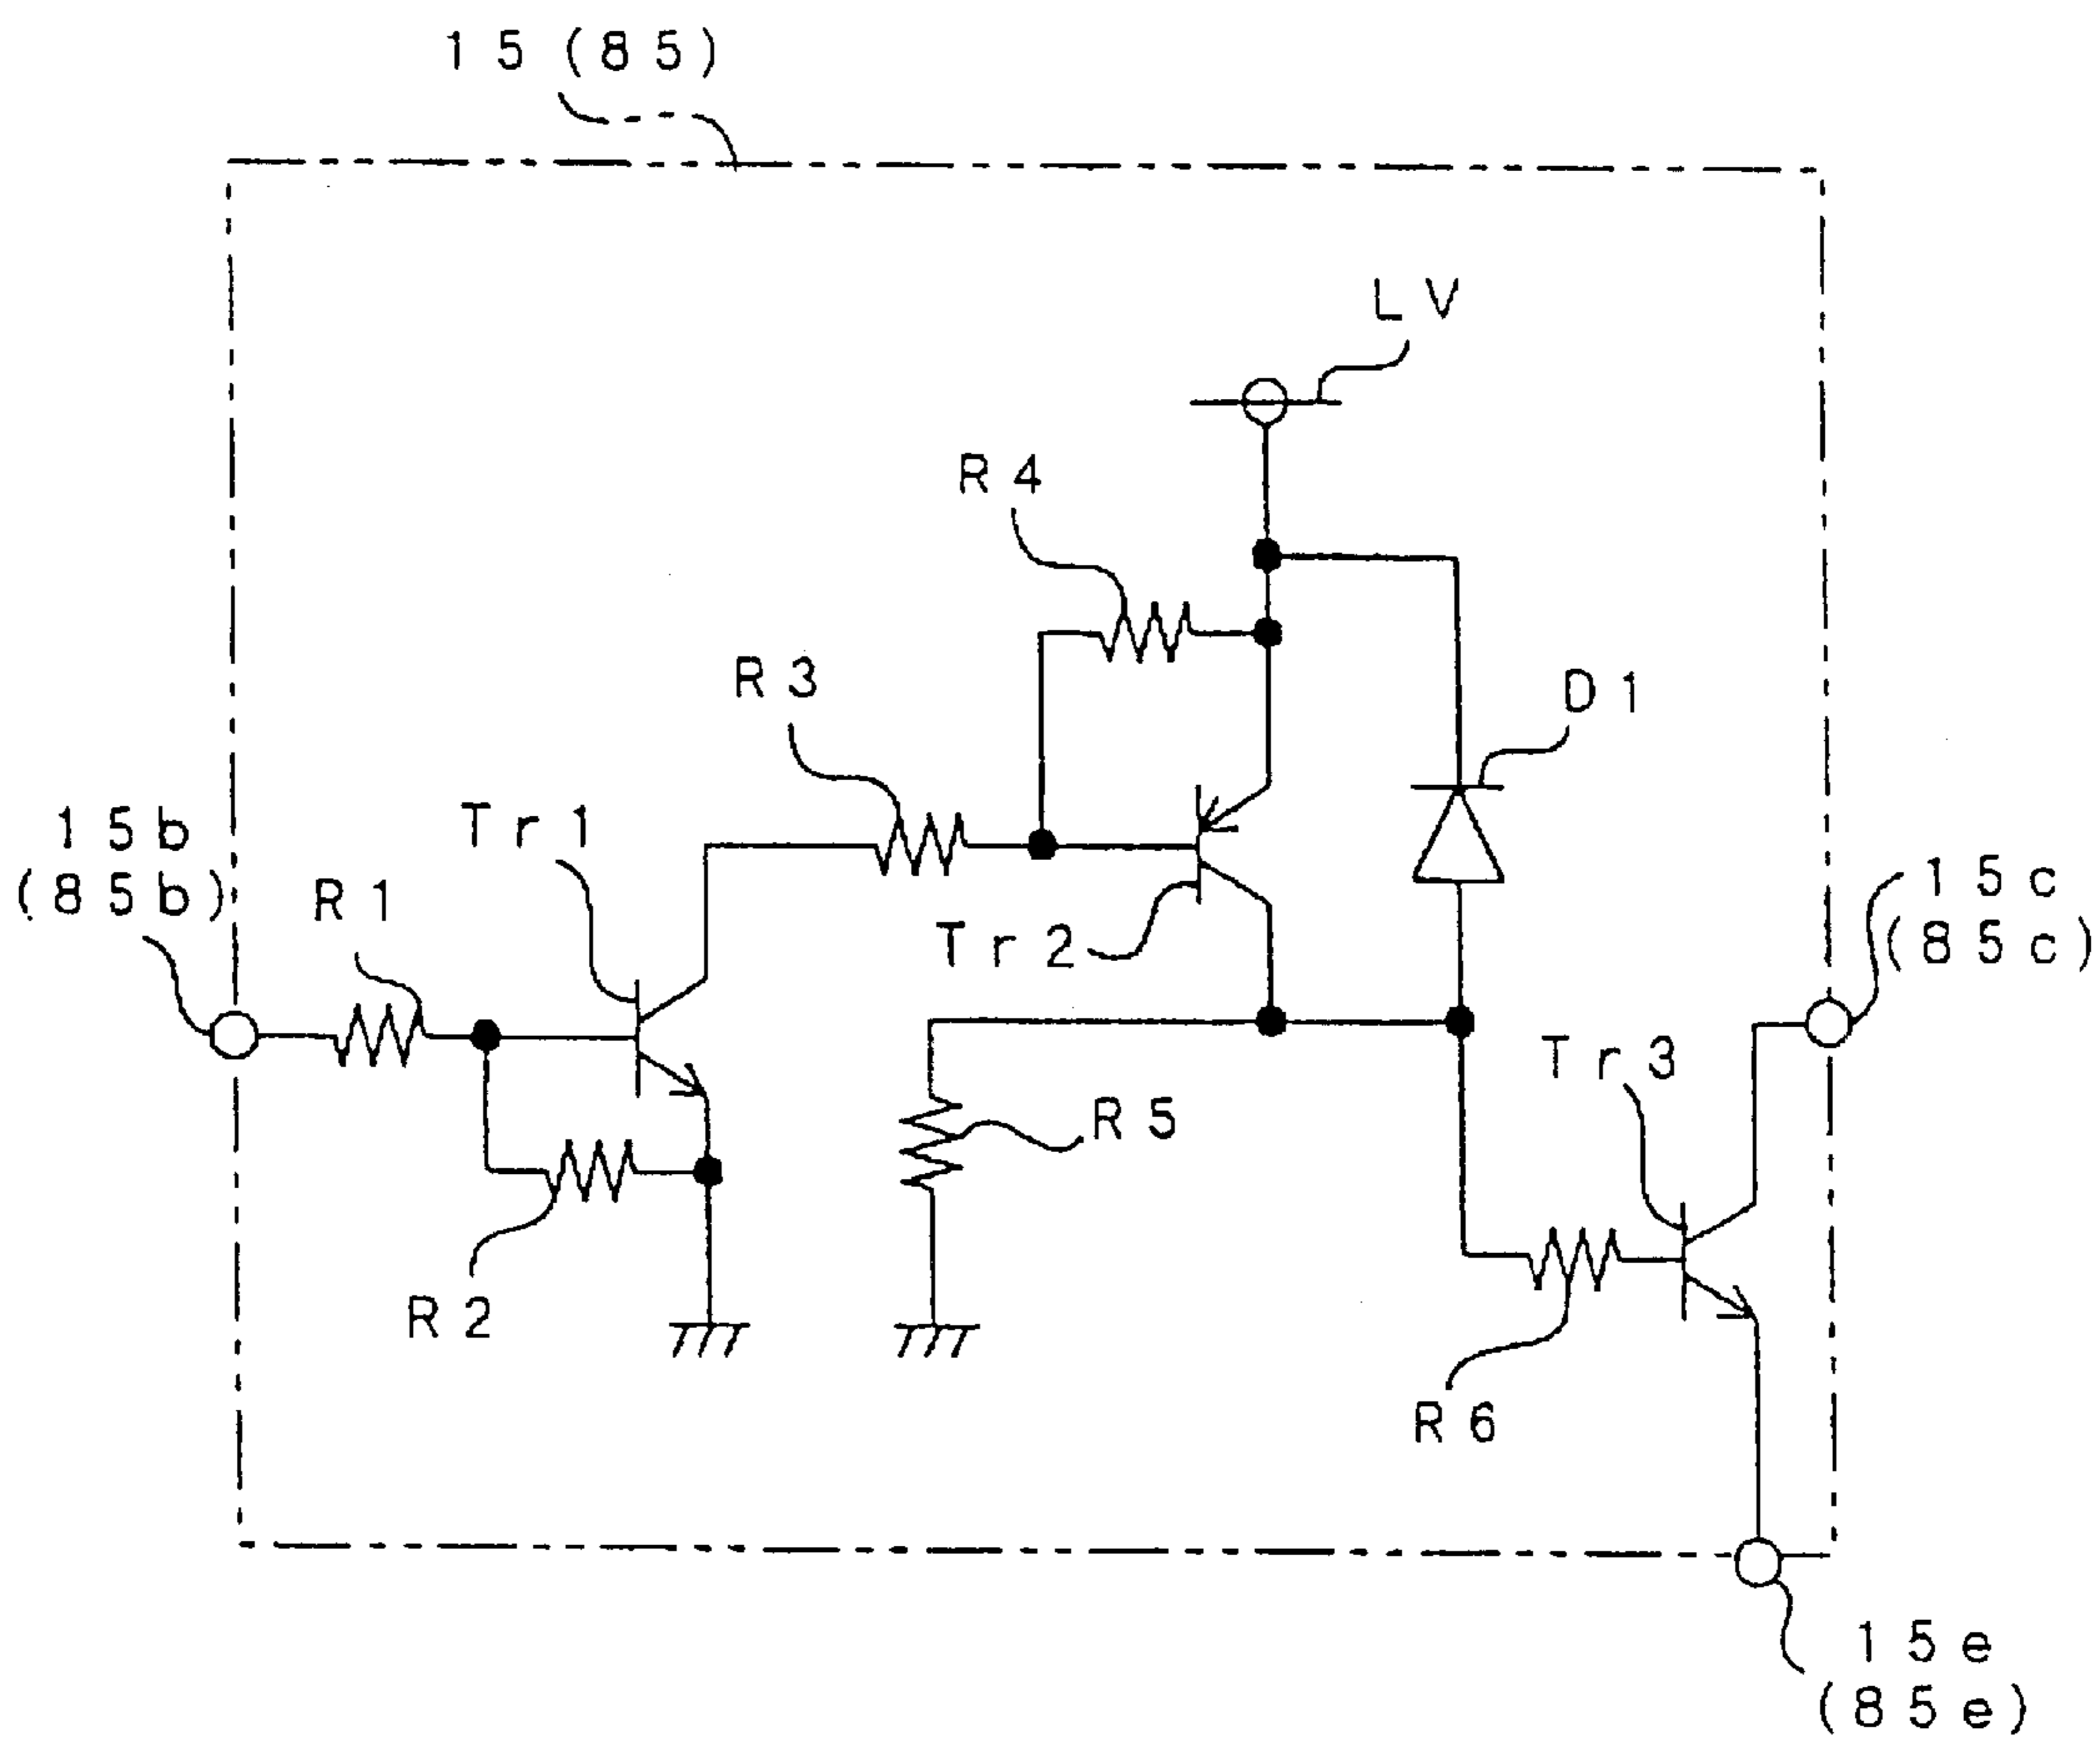 15(85)
LV
R4
R3
D1
Tr1
15b
(85b)
R1
15c
(85c)
Tr2
Tr3
R5
R2
R6
15e
(85e)